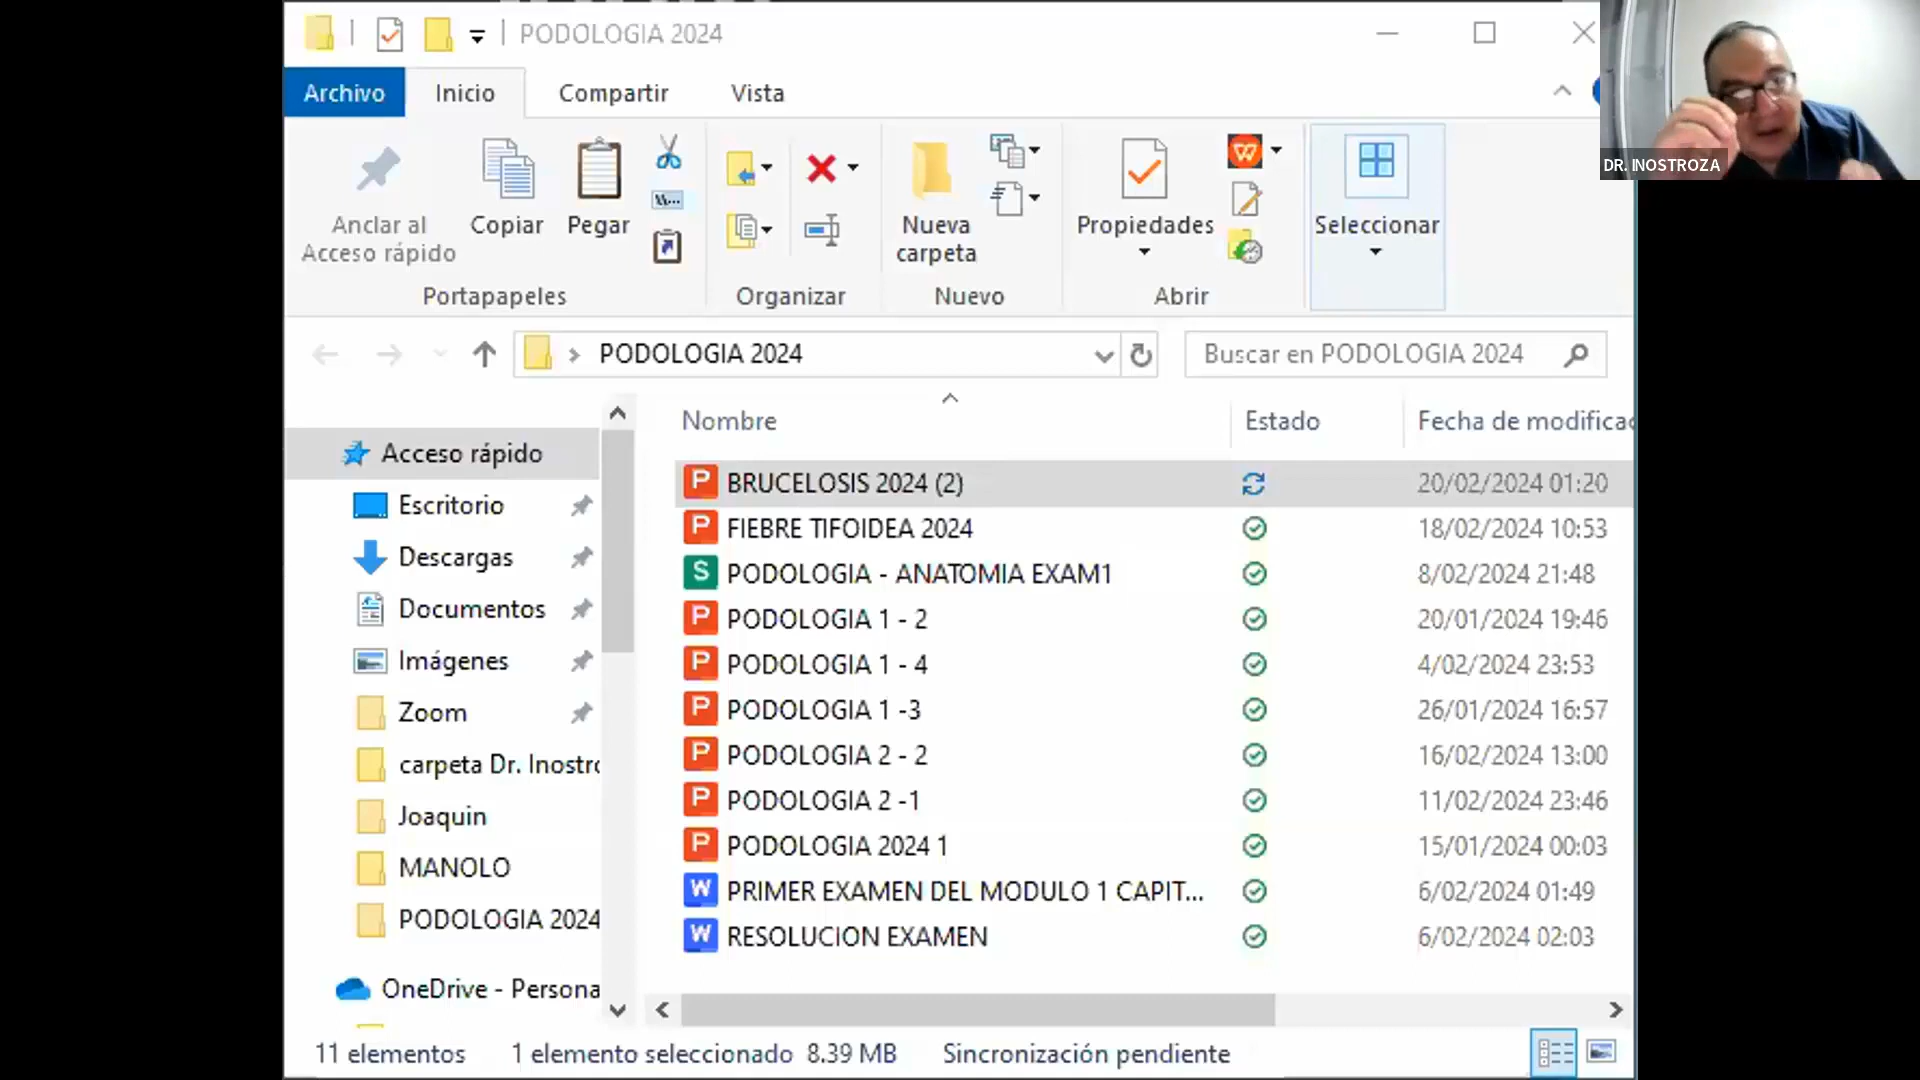 PODOLOGIA 2024
Archivo Inicio Compartir Vista
DR. INOSTROZA
Anclar al Acceso rápido
Copiar
Pegar
Nueva carpeta
Propiedades
Seleccionar
Portapapeles Organizar Nuevo Abrir
PODOLOGIA 2024
Buscar en PODOLOGIA 2024
Nombre Estado Fecha de modificac
Acceso rápido
Escritorio
Descargas
Documentos
Imágenes
Zoom
carpeta Dr. Inostro
Joaquin
MANOLO
PODOLOGIA 2024
OneDrive - Persona
BRUCELOSIS 2024 (2) 20/02/2024 01:20
FIEBRE TIFOIDEA 2024 18/02/2024 10:53
PODOLOGIA - ANATOMIA EXAM1 8/02/2024 21:48
PODOLOGIA 1 - 2 20/01/2024 19:46
PODOLOGIA 1 - 4 4/02/2024 23:53
PODOLOGIA 1 -3 26/01/2024 16:57
PODOLOGIA 2 - 2 16/02/2024 13:00
PODOLOGIA 2 -1 11/02/2024 23:46
PODOLOGIA 2024 1 15/01/2024 00:03
PRIMER EXAMEN DEL MODULO 1 CAPIT... 6/02/2024 01:49
RESOLUCION EXAMEN 6/02/2024 02:03
11 elementos 1 elemento seleccionado 8.39 MB Sincronización pendiente